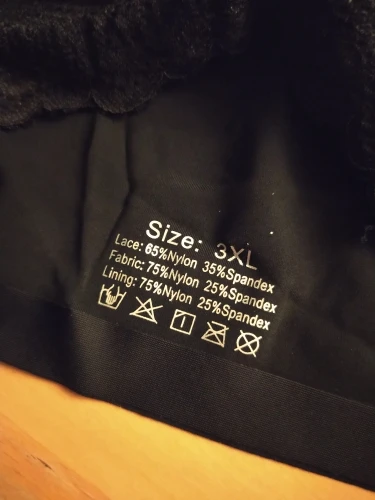 Size: 3XL
Lace: 65%Nylon 35%Spandex
Fabric: 75%Nylon 25%Spandex
Lining: 75%Nylon 25%Spandex